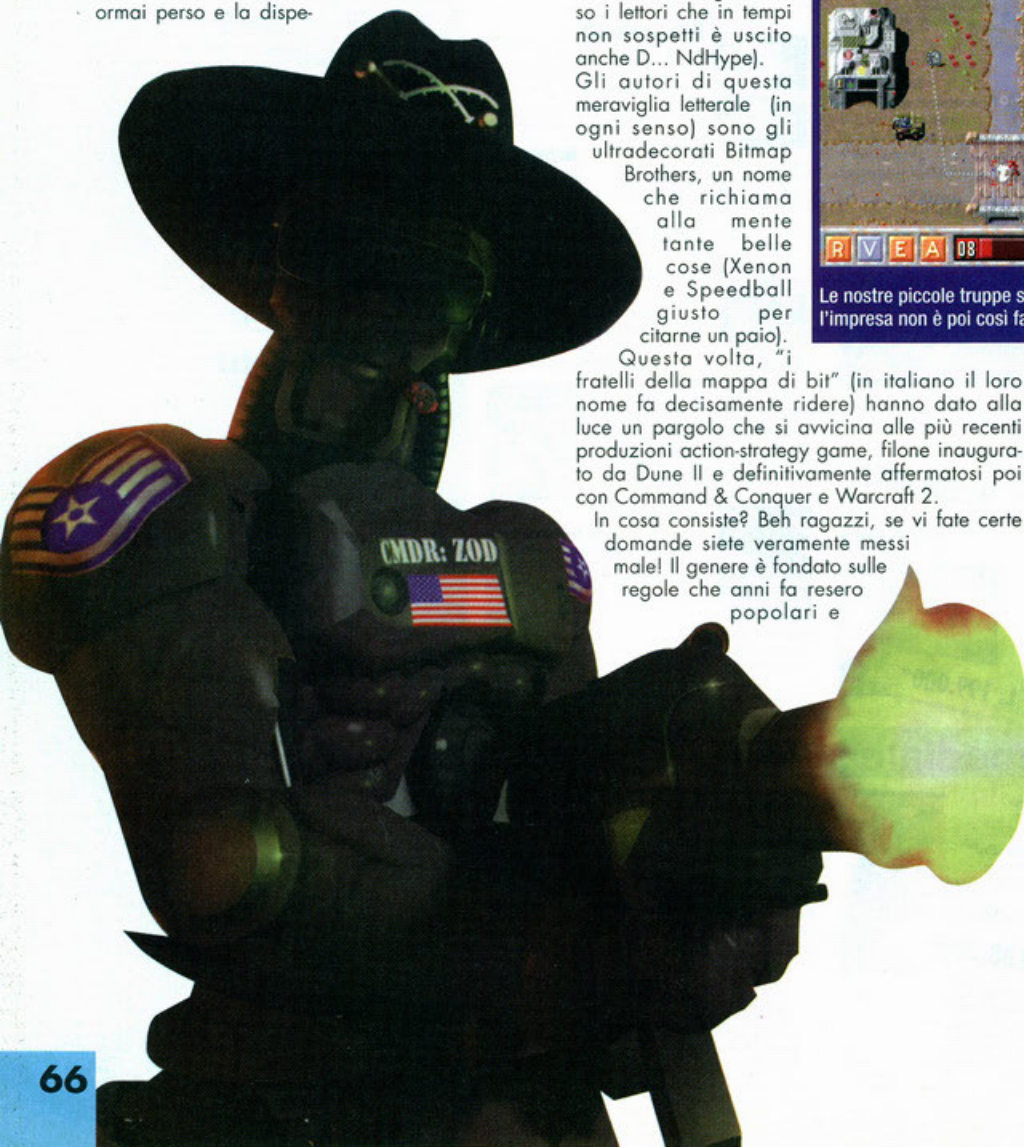 ormai perso e la dispe-
so i lettori che in tempi
non sospetti è uscito
anche D... NdHype).
Gli autori di questa
meraviglia letterale (in
ogni senso) sono gli
ultradecorati Bitmap
Brothers, un nome
che richiama
alla mente
tante belle
cose (Xenon
e Speedball
giusto per
citarne un paio).
Questa volta, "i
fratelli della mappa di bit" (in italiano il loro
nome fa decisamente ridere) hanno dato alla
luce un pargolo che si avvicina alle più recenti
produzioni action-strategy game, filone inaugura-
to da Dune II e definitivamente affermatosi poi
con Command & Conquer e Warcraft 2.
In cosa consiste? Beh ragazzi, se vi fate certe
domande siete veramente messi
male! Il genere è fondato sulle
regole che anni fa resero
popolari e
R V E A 08
Le nostre piccole truppe s
l'impresa non è poi così fa
CMDR: ZOD
66